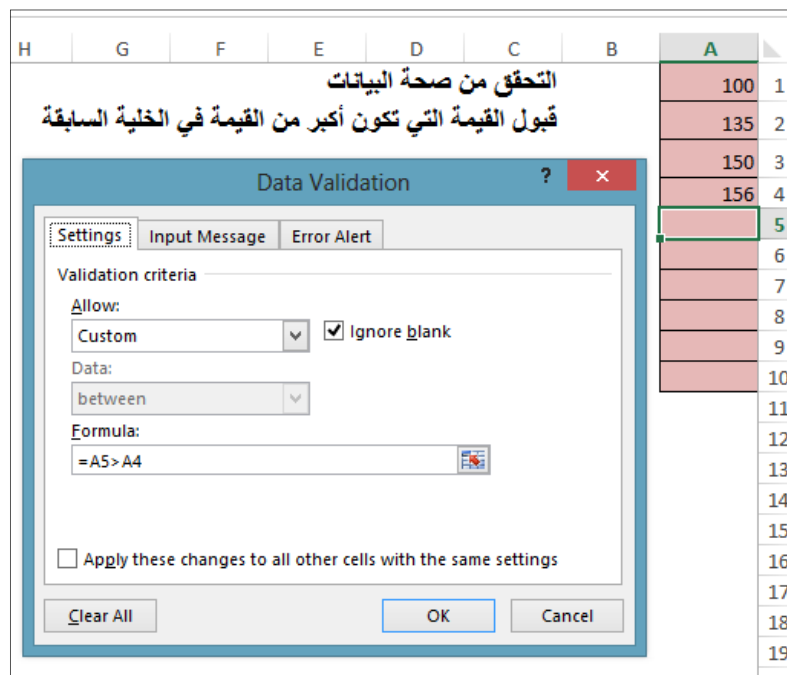 H G F E D C B A
التحقق من صحة البيانات
قبول القيمة التي تكون أكبر من القيمة في الخلية السابقة
100 1
135 2
150 3
156 4
5
6
7
8
9
10
11
12
13
14
15
16
17
18
19
Data Validation ?
Settings Input Message Error Alert
Validation criteria
Allow:
Custom Ignore blank
Data:
between
Formula:
=A5>A4
Apply these changes to all other cells with the same settings
Clear All OK Cancel